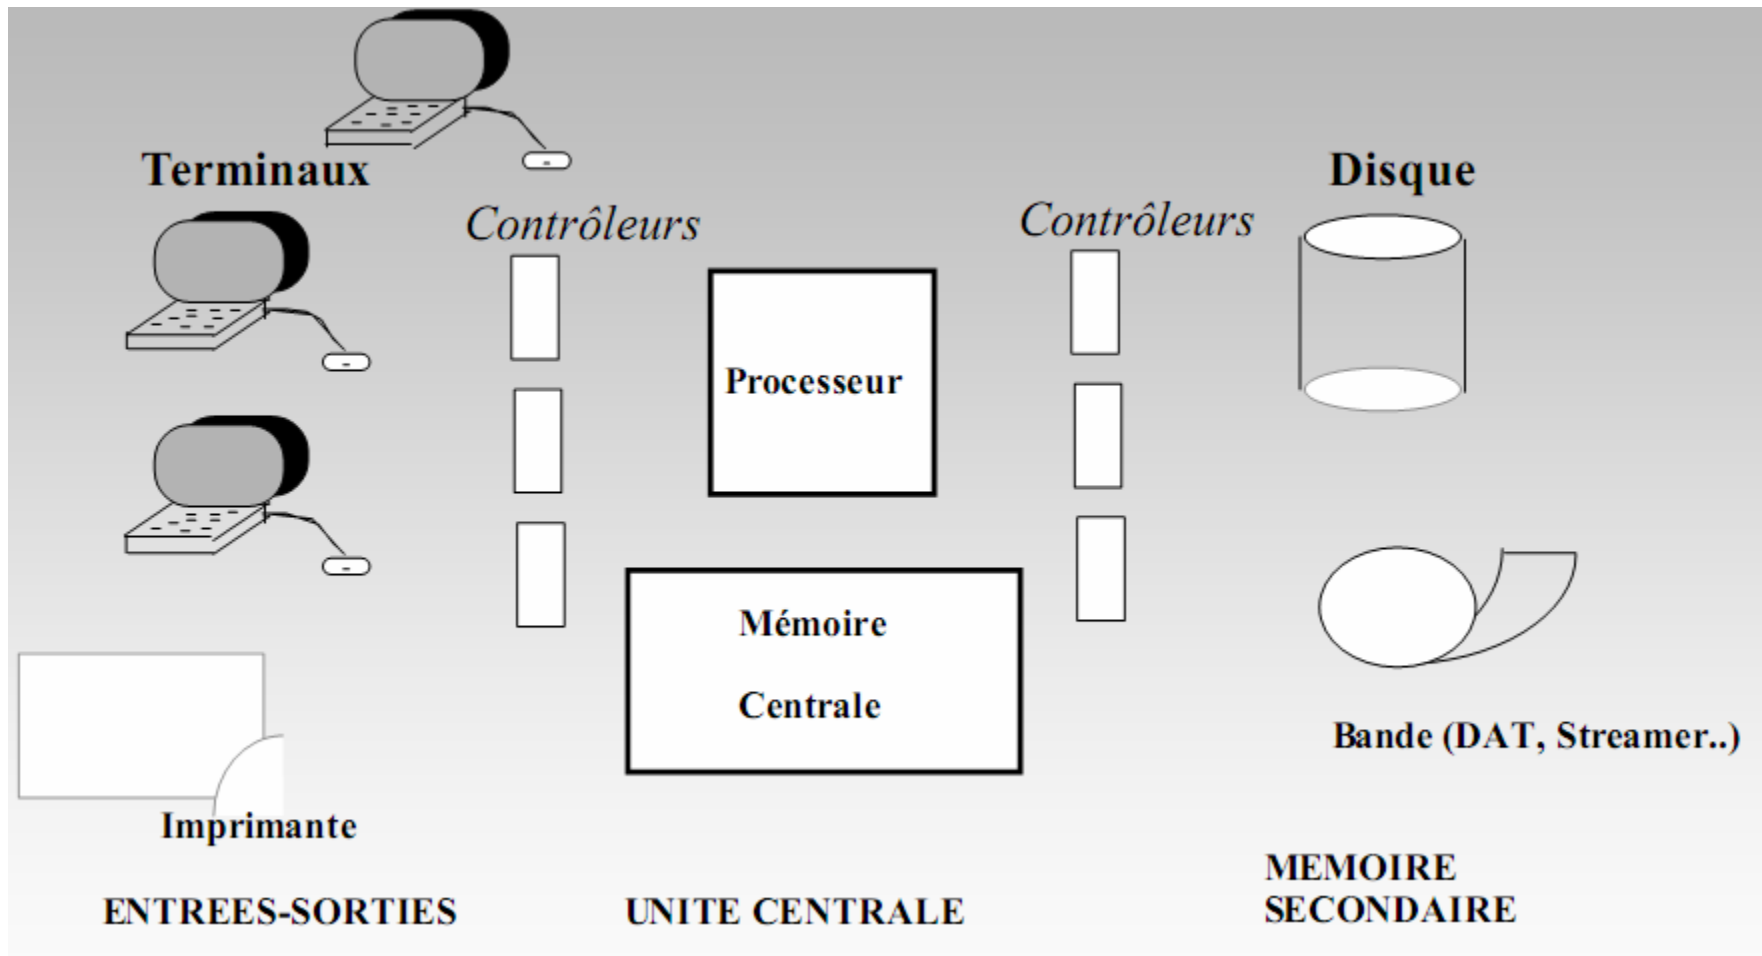 Terminaux
Disque
Contrôleurs
Contrôleurs
Processeur
Mémoire
Centrale
Bande (DAT, Streamer..)
Imprimante
ENTREES-SORTIES
UNITE CENTRALE
MEMOIRE
SECONDAIRE